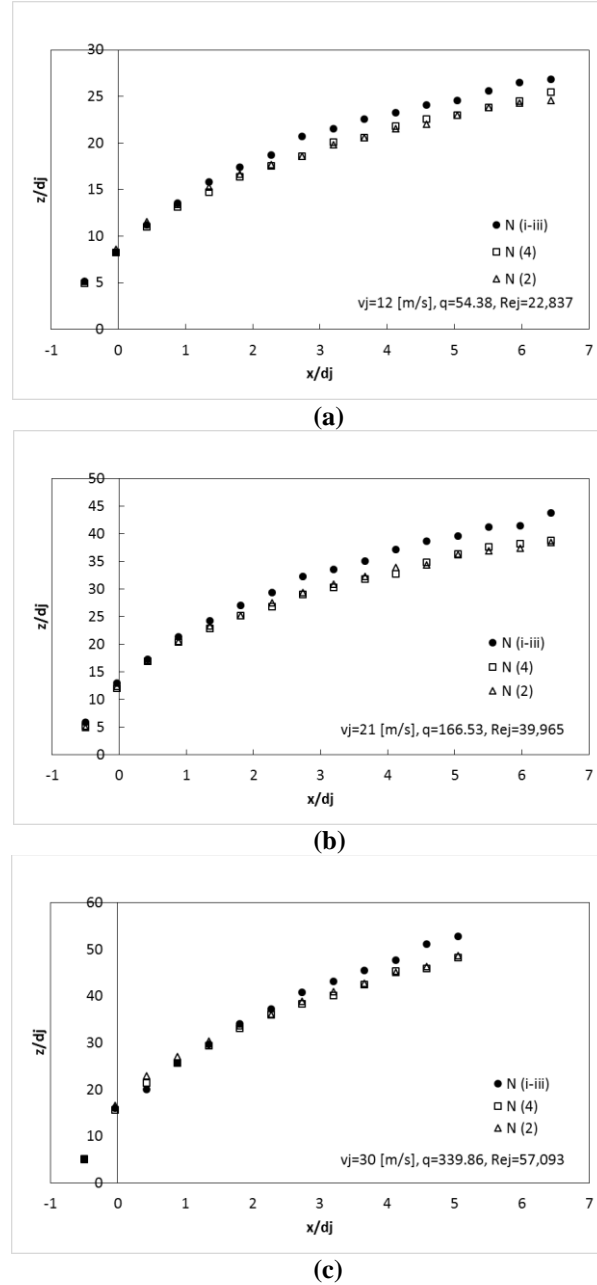 30
25
20
15
10
5
0
z/dj
-1 0 1 2 3 4 5 6 7
x/dj
N (i-iii)
N (4)
N (2)
vj=12 [m/s], q=54.38, Rej=22,837
(a)
50
45
40
35
30
25
20
15
10
5
0
z/dj
-1 0 1 2 3 4 5 6 7
x/dj
N (i-iii)
N (4)
N (2)
vj=21 [m/s], q=166.53, Rej=39,965
(b)
60
50
40
30
20
10
0
z/dj
-1 0 1 2 3 4 5 6 7
x/dj
N (i-iii)
N (4)
N (2)
vj=30 [m/s], q=339.86, Rej=57,093
(c)